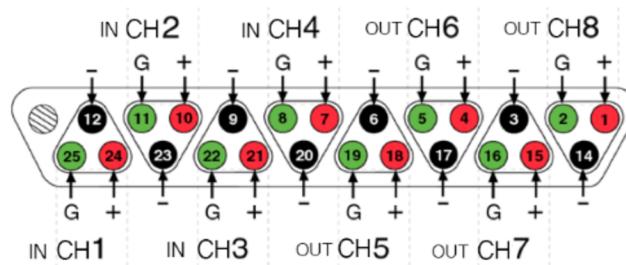 IN CH2 IN CH4 OUT CH6 OUT CH8
− G + − G + − G + − G +
12 11 10 9 8 7 6 5 4 3 2 1
25 24 23 22 21 20 19 18 17 16 15 14
G + − G + − G + − G + −
IN CH1 IN CH3 OUT CH5 OUT CH7